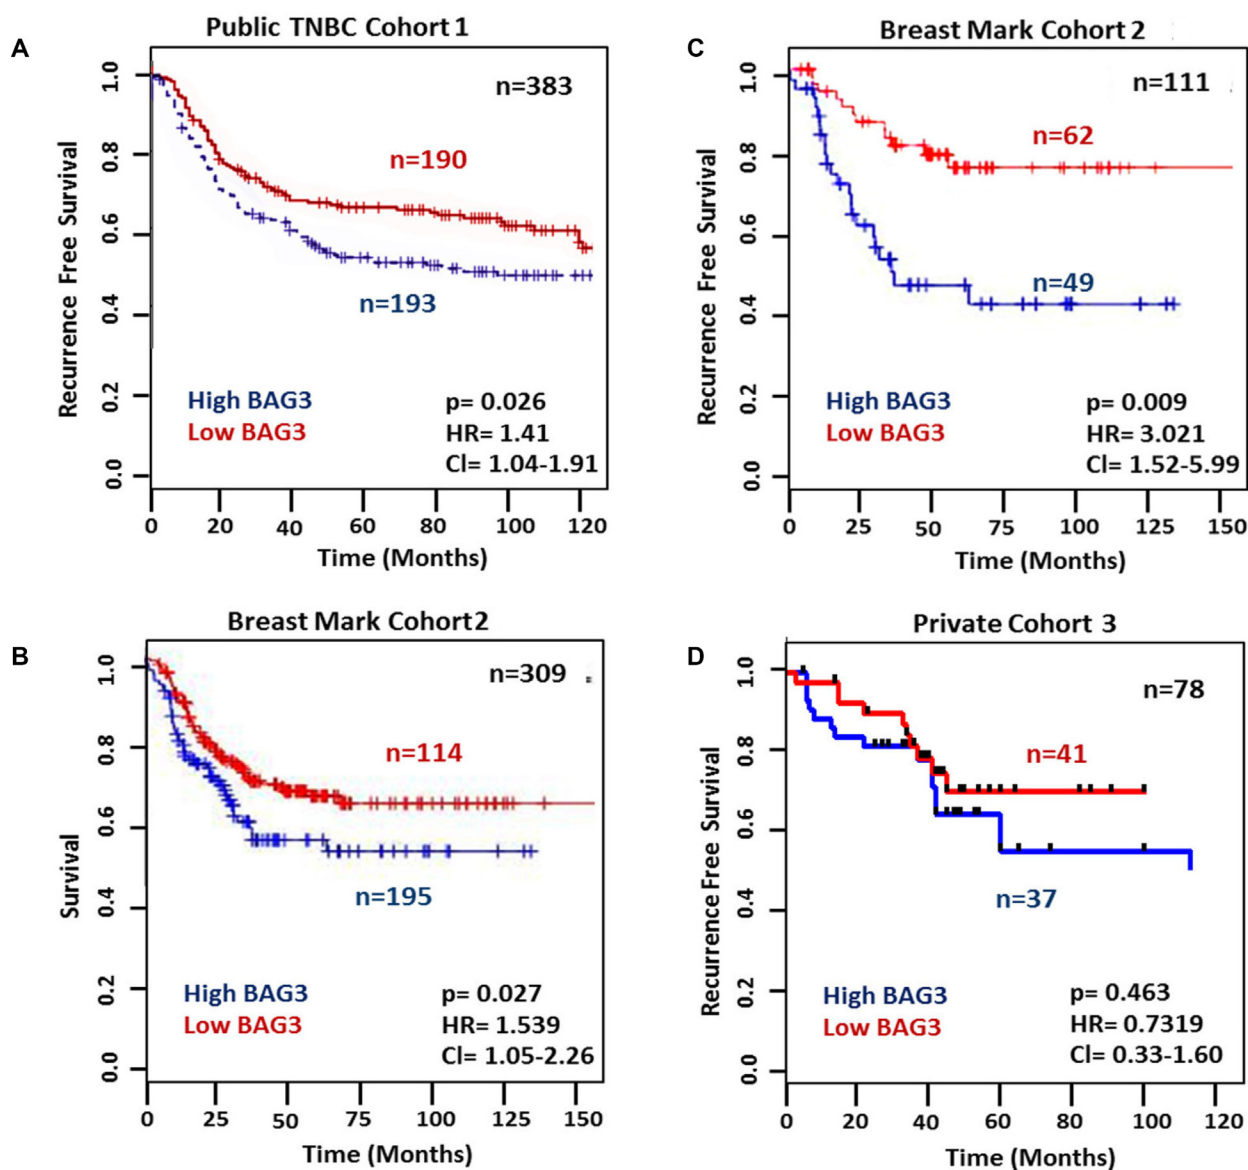 A
Public TNBC Cohort 1
n=383
n=190
n=193
High BAG3
Low BAG3
p= 0.026
HR= 1.41
CI= 1.04-1.91
Recurrence Free Survival
1.0
0.8
0.6
0.4
0.2
0.0
0 20 40 60 80 100 120
Time (Months)
C
Breast Mark Cohort 2
n=111
n=62
n=49
High BAG3
Low BAG3
p= 0.009
HR= 3.021
CI= 1.52-5.99
Recurrence Free Survival
1.0
0.8
0.6
0.4
0.2
0.0
0 25 50 75 100 125 150
Time (Months)
B
Breast Mark Cohort2
n=309
n=114
n=195
High BAG3
Low BAG3
p= 0.027
HR= 1.539
CI= 1.05-2.26
Survival
1.0
0.8
0.6
0.4
0.2
0.0
0 25 50 75 100 125 150
Time (Months)
D
Private Cohort 3
n=78
n=41
n=37
High BAG3
Low BAG3
p= 0.463
HR= 0.7319
CI= 0.33-1.60
Recurrence Free Survival
1.0
0.8
0.6
0.4
0.2
0.0
0 20 40 60 80 100 120
Time (Months)